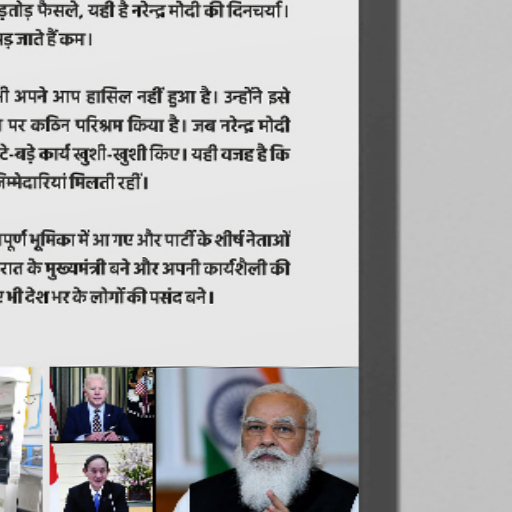 फैसले, यही है नरेन्द्र मोदी की दिनचर्या।
जाते हैं कम।
अपने आप हासिल नहीं हुआ है। उन्होंने इसे
पर कठिन परिश्रम किया है। जब नरेन्द्र मोदी
बड़े कार्य खुशी-खुशी किए। यही वजह है कि
मिलती रहीं।
भूमिका में आ गए और पार्टी के शीर्ष नेताओं
के मुख्यमंत्री बने और अपनी कार्यशैली की
भी देश भर के लोगों की पसंद बने।